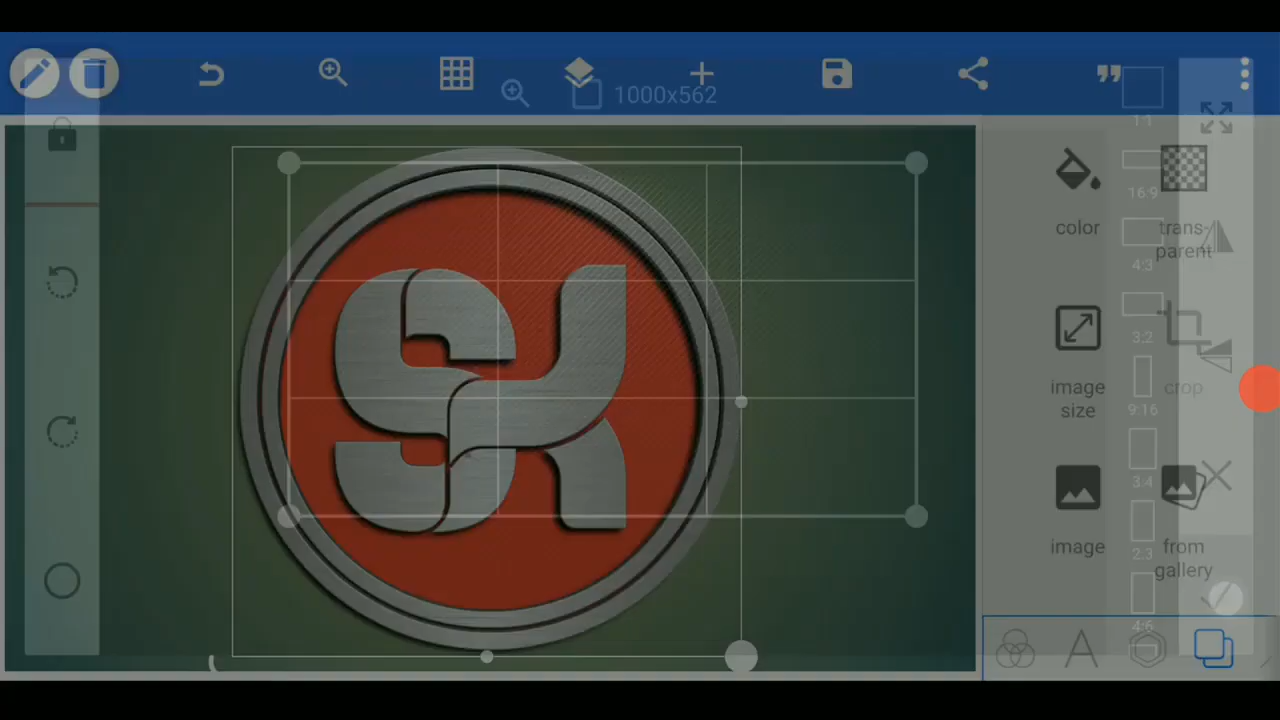 1000x562
1:1
16:9
4:3
3:2
9:16
3:4
2:3
4:6
color
trans-
parent
image
size
crop
image
from
gallery
SK